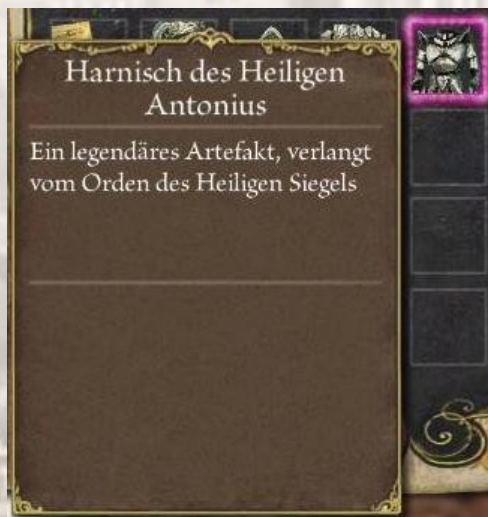 Harnisch des Heiligen
Antonius
Ein legendäres Artefakt, verlangt
vom Orden des Heiligen Siegels